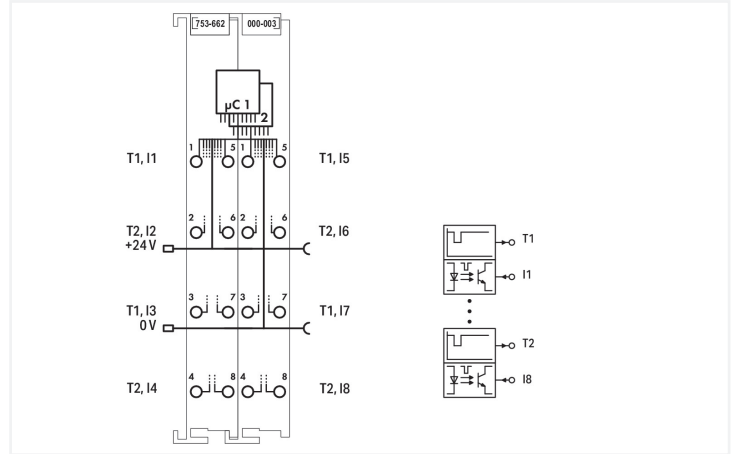 753-662 000-003
µC 1
2
1 5 1 5
T1, I1 T1, I5
2 6 2 6
T2, I2 T2, I6
+24 V
3 7 3 7
T1, I3 T1, I7
0 V
4 8 4 8
T2, I4 T2, I8
T1
I1
T2
I8